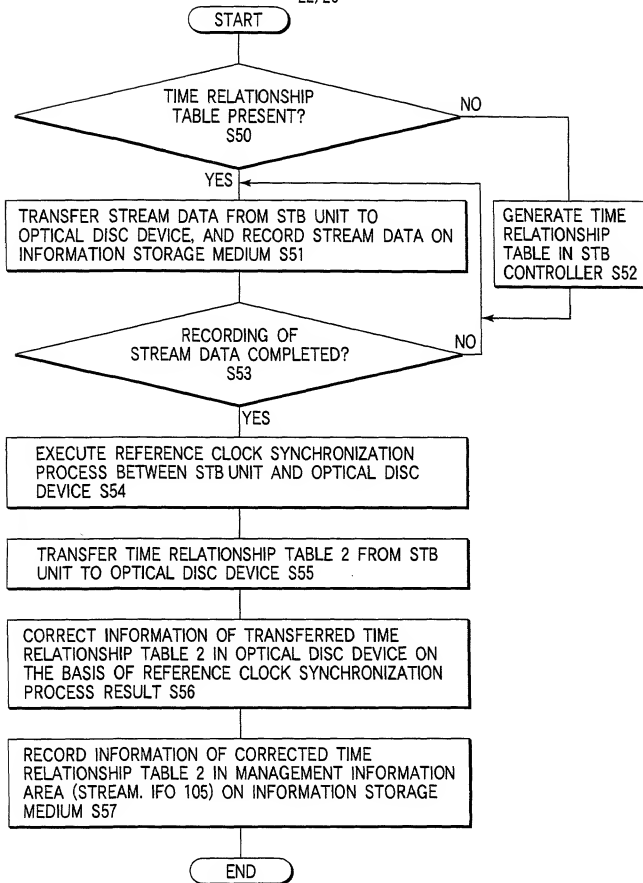 START
TIME RELATIONSHIP
TABLE PRESENT?
S50
NO
YES
TRANSFER STREAM DATA FROM STB UNIT TO
OPTICAL DISC DEVICE, AND RECORD STREAM DATA ON
INFORMATION STORAGE MEDIUM S51
GENERATE TIME
RELATIONSHIP
TABLE IN STB
CONTROLLER S52
RECORDING OF
STREAM DATA COMPLETED?
S53
NO
YES
EXECUTE REFERENCE CLOCK SYNCHRONIZATION
PROCESS BETWEEN STB UNIT AND OPTICAL DISC
DEVICE S54
TRANSFER TIME RELATIONSHIP TABLE 2 FROM STB
UNIT TO OPTICAL DISC DEVICE S55
CORRECT INFORMATION OF TRANSFERRED TIME
RELATIONSHIP TABLE 2 IN OPTICAL DISC DEVICE ON
THE BASIS OF REFERENCE CLOCK SYNCHRONIZATION
PROCESS RESULT S56
RECORD INFORMATION OF CORRECTED TIME
RELATIONSHIP TABLE 2 IN MANAGEMENT INFORMATION
AREA (STREAM. IFO 105) ON INFORMATION STORAGE
MEDIUM S57
END